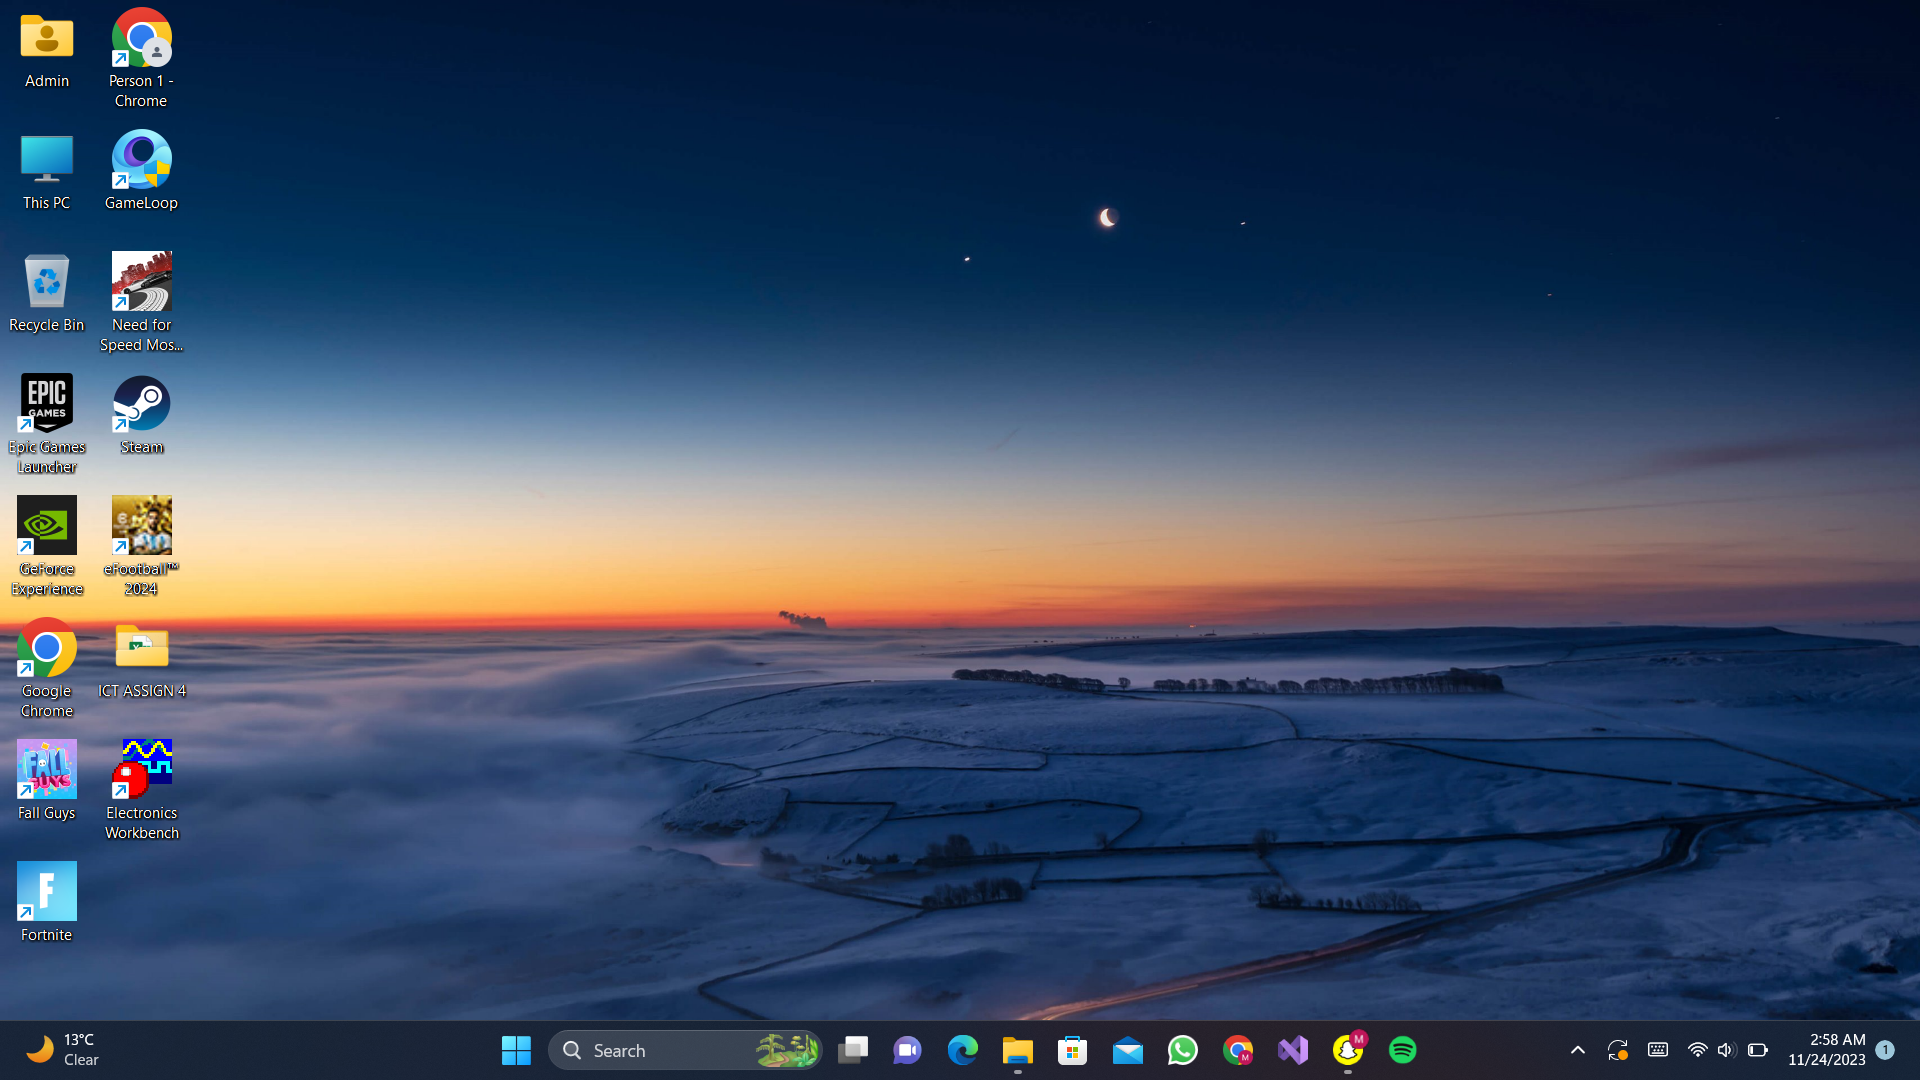 Admin
Person 1 -
Chrome
This PC
GameLoop
Recycle Bin
Need for
Speed Mos...
EPIC
GAMES
Epic Games
Launcher
Steam
GeForce
Experience
eFootball™
2024
Google
Chrome
ICT ASSIGN 4
FALL
GUYS
Fall Guys
Electronics
Workbench
F
Fortnite
13°C
Clear
Search
M
M
2:58 AM
11/24/2023
1